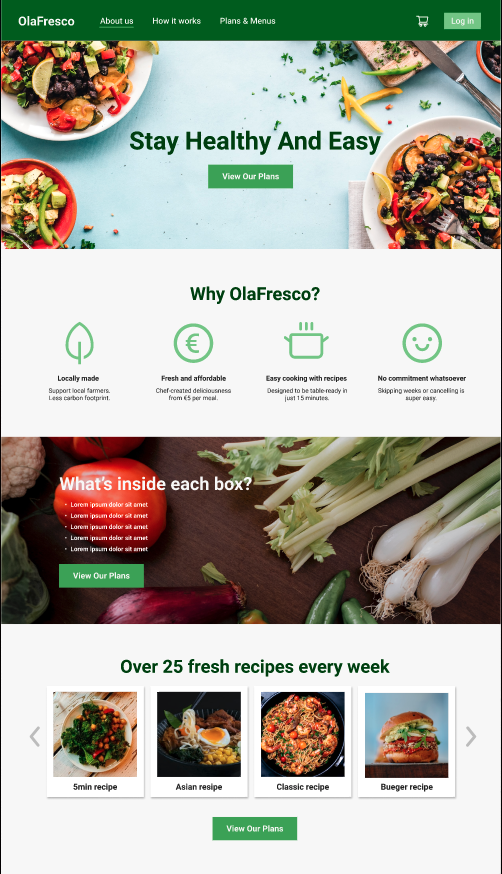 OlaFresco
About us
How it works
Plans & Menus
Log in
Stay Healthy And Easy
View Our Plans
Why OlaFresco?
Locally made
Support local farmers.
Less carbon footprint.
Fresh and affordable
Chef-created deliciousness
from €5 per meal.
Easy cooking with recipes
Designed to be table-ready in
just 15 minutes.
No commitment whatsoever
Skipping weeks or cancelling is
super easy.
What's inside each box?
• Lorem ipsum dolor sit amet
• Lorem ipsum dolor sit amet
• Lorem ipsum dolor sit amet
• Lorem ipsum dolor sit amet
• Lorem ipsum dolor sit amet
View Our Plans
Over 25 fresh recipes every week
5min recipe
Asian resipe
Classic recipe
Bueger recipe
View Our Plans